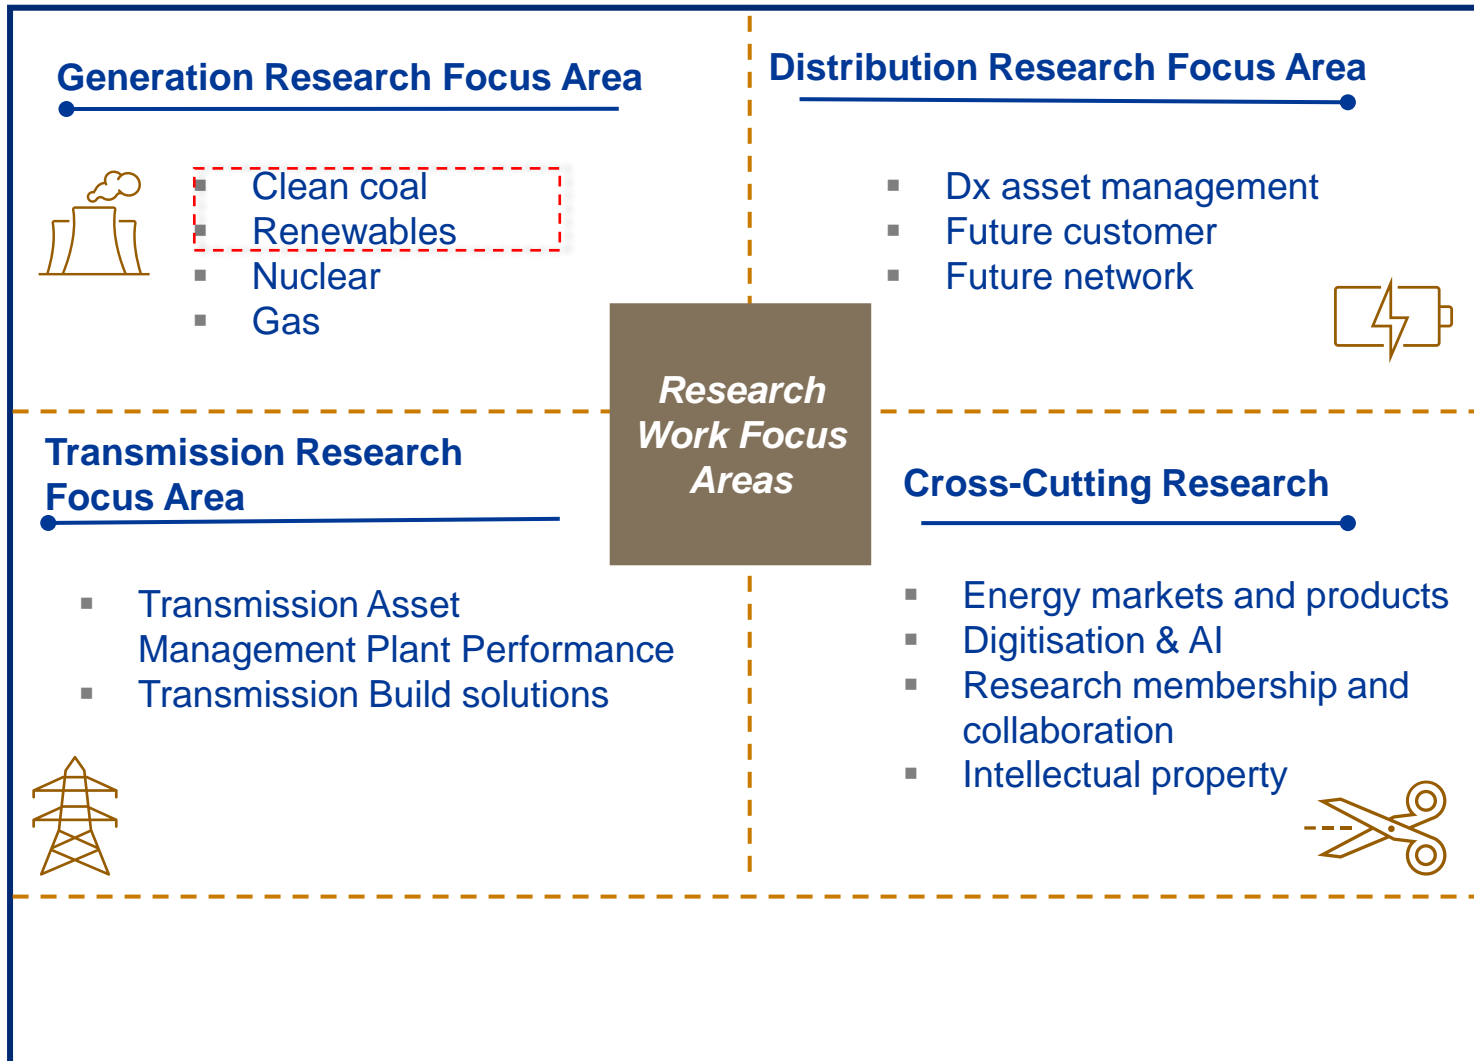 Generation Research Focus Area
Clean coal
Renewables
Nuclear
Gas
Distribution Research Focus Area
Dx asset management
Future customer
Future network
Research
Work Focus
Areas
Transmission Research
Focus Area
Transmission Asset
Management Plant Performance
Transmission Build solutions
Cross-Cutting Research
Energy markets and products
Digitisation & AI
Research membership and
collaboration
Intellectual property